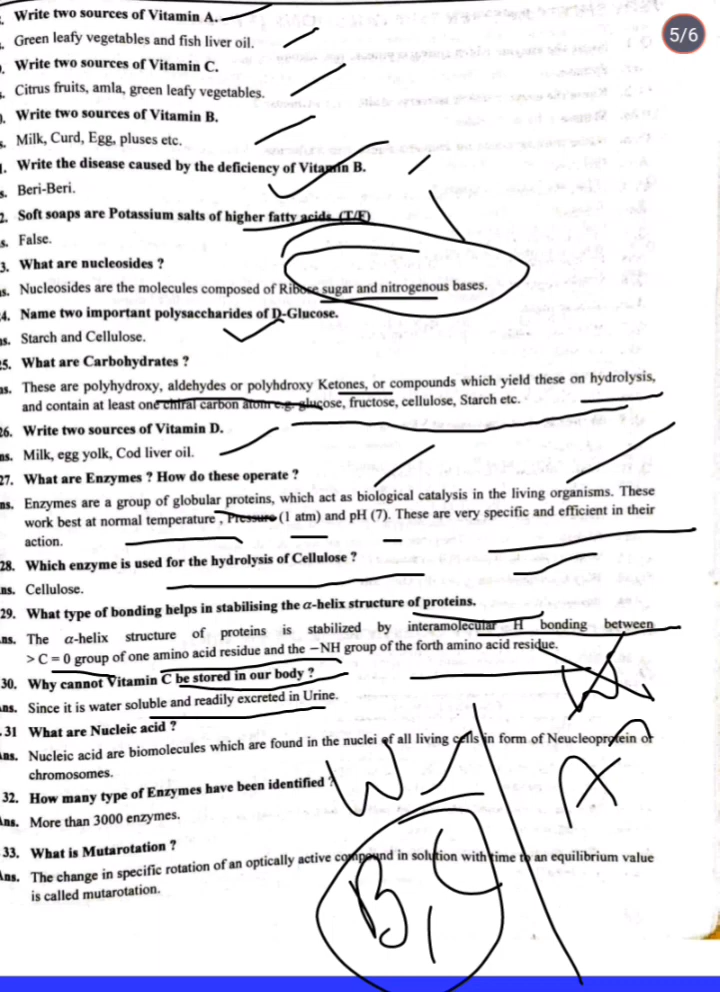 5/6
. Write two sources of Vitamin A.
. Green leafy vegetables and fish liver oil.
. Write two sources of Vitamin C.
. Citrus fruits, amla, green leafy vegetables.
. Write two sources of Vitamin B.
. Milk, Curd, Egg, pluses etc.
. Write the disease caused by the deficiency of Vitamin B.
s. Beri-Beri.
2. Soft soaps are Potassium salts of higher fatty acids. (T/F)
s. False.
3. What are nucleosides ?
ns. Nucleosides are the molecules composed of Ribose sugar and nitrogenous bases.
4. Name two important polysaccharides of D-Glucose.
ns. Starch and Cellulose.
25. What are Carbohydrates ?
ns. These are polyhydroxy, aldehydes or polyhdroxy Ketones, or compounds which yield these on hydrolysis,
and contain at least one chiral carbon atom e.g. glucose, fructose, cellulose, Starch etc.
26. Write two sources of Vitamin D.
ns. Milk, egg yolk, Cod liver oil.
27. What are Enzymes ? How do these operate ?
ns. Enzymes are a group of globular proteins, which act as biological catalysis in the living organisms. These
work best at normal temperature , Pressure (1 atm) and pH (7). These are very specific and efficient in their
action.
28. Which enzyme is used for the hydrolysis of Cellulose ?
ns. Cellulose.
29. What type of bonding helps in stabilising the α-helix structure of proteins.
ns. The α-helix structure of proteins is stabilized by interamolecular H bonding between
> C = 0 group of one amino acid residue and the −NH group of the forth amino acid residue.
30. Why cannot Vitamin C be stored in our body ?
ns. Since it is water soluble and readily excreted in Urine.
31 What are Nucleic acid ?
Ans. Nucleic acid are biomolecules which are found in the nuclei of all living cells in form of Neucleoprotein or
chromosomes.
32. How many type of Enzymes have been identified ?
Ans. More than 3000 enzymes.
33. What is Mutarotation ?
Ans. The change in specific rotation of an optically active compound in solution with time to an equilibrium value
is called mutarotation.
W
A
B, C